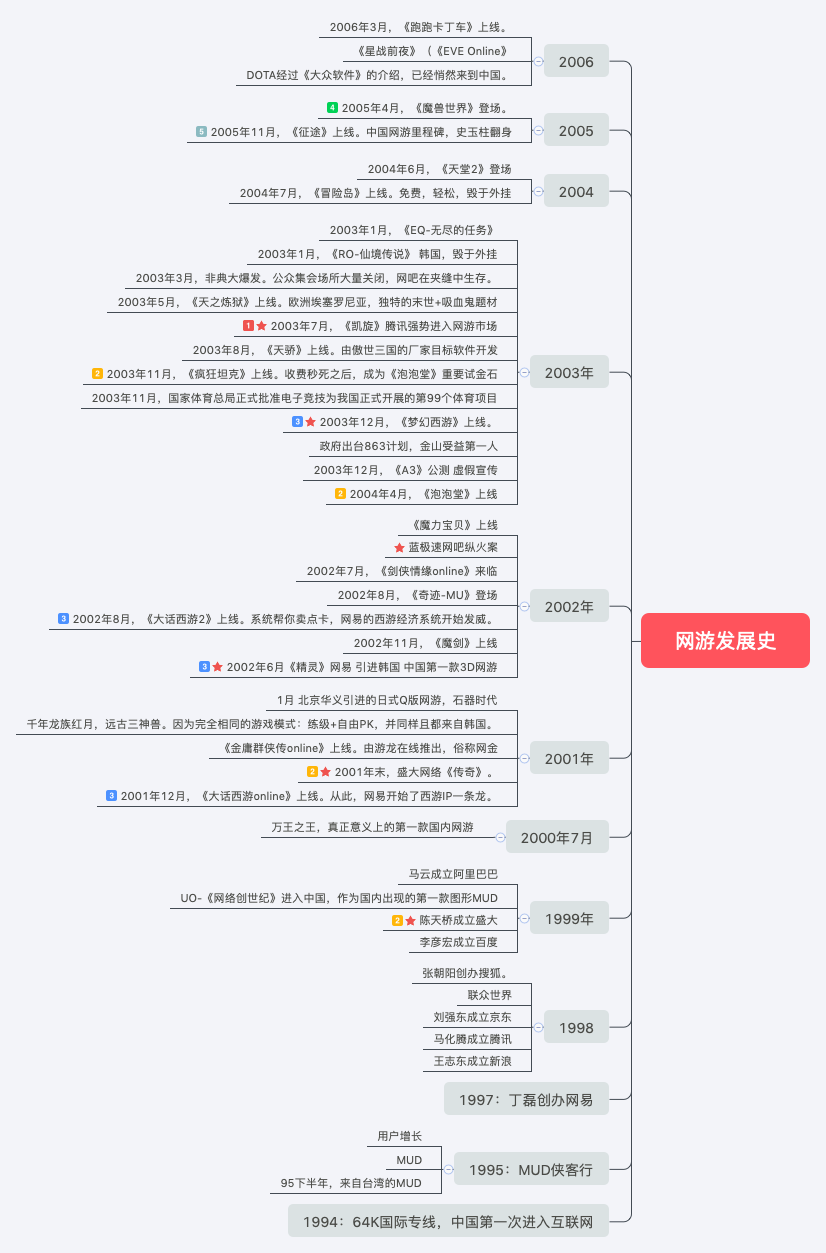 2006年3月，《跑跑卡丁车》上线。
《星战前夜》（《EVE Online》
DOTA经过《大众软件》的介绍，已经悄然来到中国。
2006
4 2005年4月，《魔兽世界》登场。
5 2005年11月，《征途》上线。中国网游里程碑，史玉柱翻身
2005
2004年6月，《天堂2》登场
2004年7月，《冒险岛》上线。免费，轻松，毁于外挂
2004
2003年1月，《EQ-无尽的任务》
2003年1月，《RO-仙境传说》 韩国，毁于外挂
2003年3月，非典大爆发。公众集会场所大量关闭，网吧在夹缝中生存。
2003年5月，《天之炼狱》上线。欧洲埃塞罗尼亚，独特的末世+吸血鬼题材
1 2003年7月，《凯旋》腾讯强势进入网游市场
2003年8月，《天骄》上线。由傲世三国的厂家目标软件开发
2 2003年11月，《疯狂坦克》上线。收费秒死之后，成为《泡泡堂》重要试金石
2003年11月，国家体育总局正式批准电子竞技为我国正式开展的第99个体育项目
3 2003年12月，《梦幻西游》上线。
政府出台863计划，金山受益第一人
2003年12月，《A3》公测 虚假宣传
2 2004年4月，《泡泡堂》上线
2003年
《魔力宝贝》上线
蓝极速网吧纵火案
2002年7月，《剑侠情缘online》来临
2002年8月，《奇迹-MU》登场
3 2002年8月，《大话西游2》上线。系统帮你卖点卡，网易的西游经济系统开始发威。
2002年11月，《魔剑》上线
3 2002年6月《精灵》网易 引进韩国 中国第一款3D网游
2002年
网游发展史
1月 北京华义引进的日式Q版网游，石器时代
千年龙族红月，远古三神兽。因为完全相同的游戏模式：练级+自由PK，并同样且都来自韩国。
《金庸群侠传online》上线。由游龙在线推出，俗称网金
2 2001年末，盛大网络《传奇》。
3 2001年12月，《大话西游online》上线。从此，网易开始了西游IP一条龙。
2001年
万王之王，真正意义上的第一款国内网游
2000年7月
马云成立阿里巴巴
UO-《网络创世纪》进入中国，作为国内出现的第一款图形MUD
2 陈天桥成立盛大
李彦宏成立百度
1999年
张朝阳创办搜狐。
联众世界
刘强东成立京东
马化腾成立腾讯
王志东成立新浪
1998
1997：丁磊创办网易
用户增长
MUD
95下半年，来自台湾的MUD
1995：MUD侠客行
1994：64K国际专线，中国第一次进入互联网